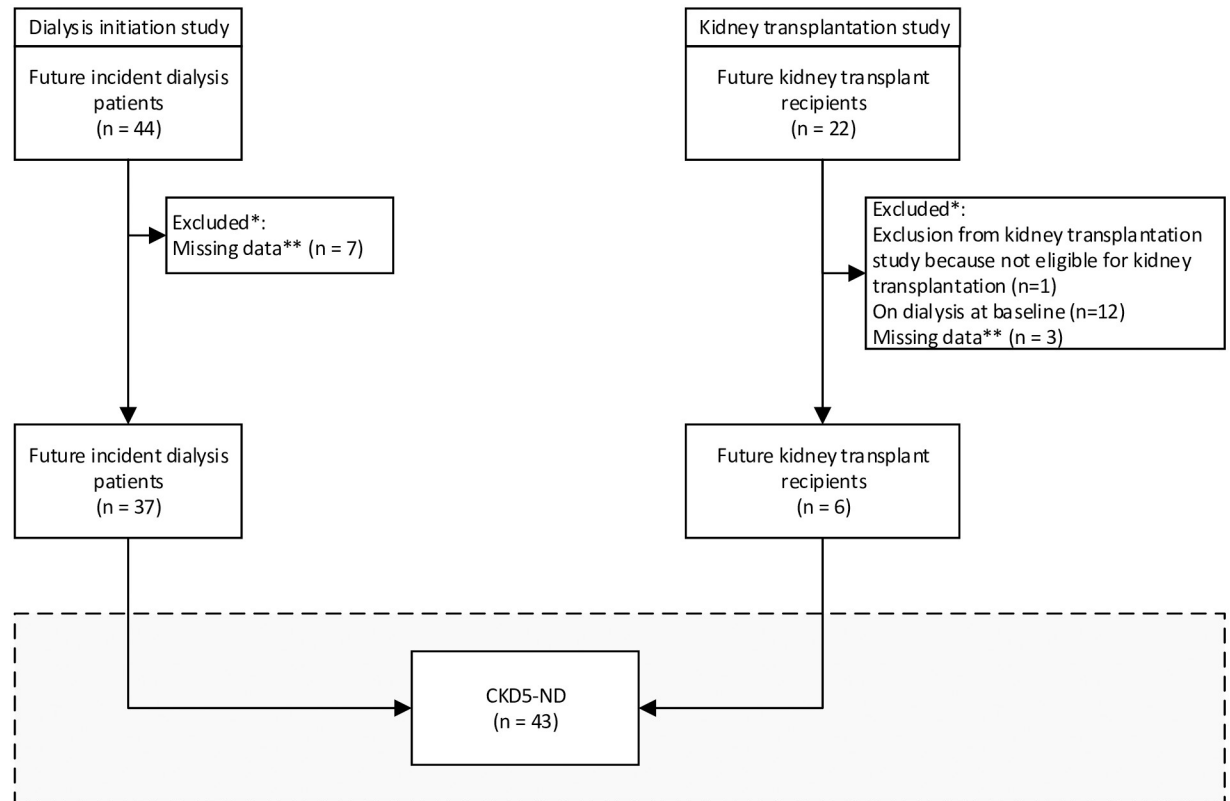 Dialysis initiation study
Future incident dialysis
patients
(n = 44)
Excluded*:
Missing data** (n = 7)
Future incident dialysis
patients
(n = 37)
Kidney transplantation study
Future kidney transplant
recipients
(n = 22)
Excluded*:
Exclusion from kidney transplantation
study because not eligible for kidney
transplantation (n=1)
On dialysis at baseline (n=12)
Missing data** (n = 3)
Future kidney transplant
recipients
(n = 6)
CKD5-ND
(n = 43)